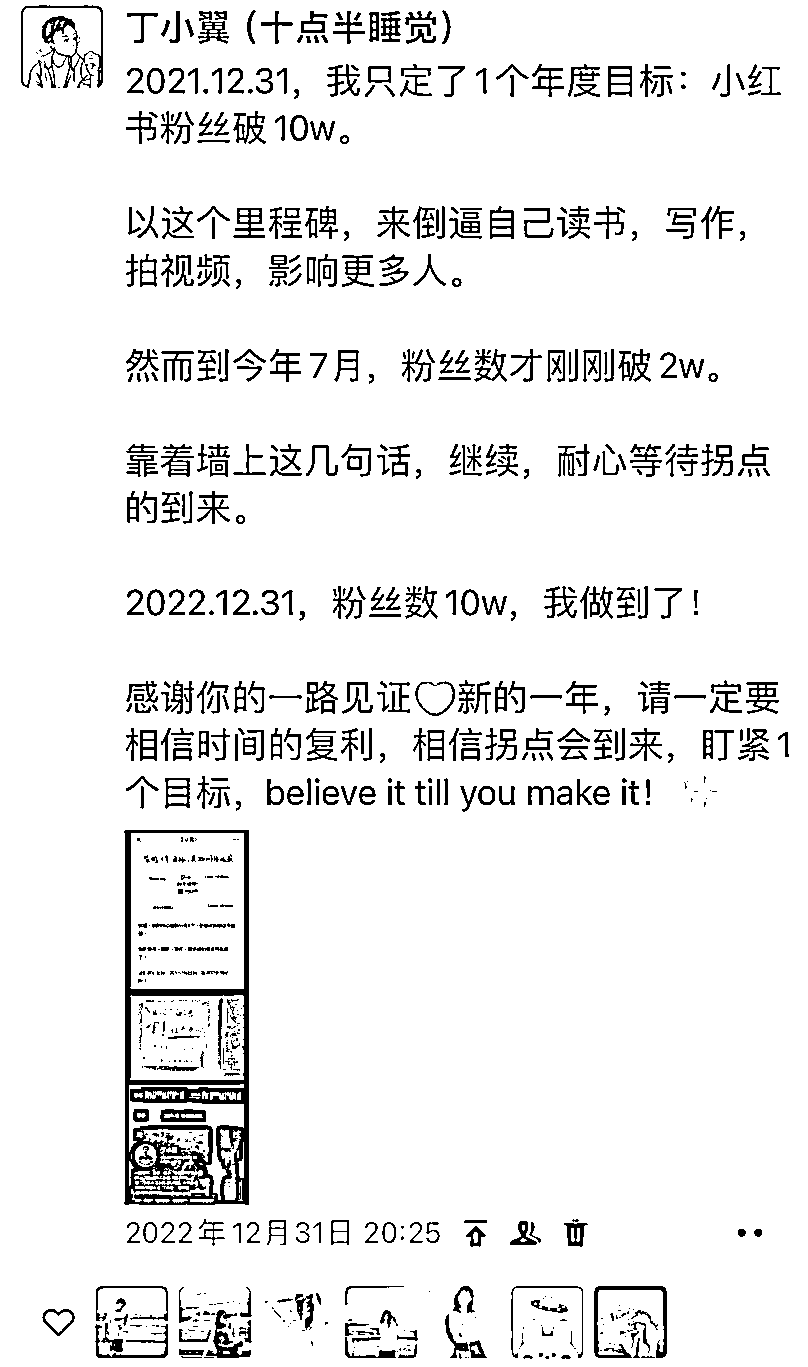 丁小翼（十点半睡觉）
2021.12.31，我只定了1个年度目标：小红
书粉丝破10w。
以这个里程碑，来倒逼自己读书，写作，
拍视频，影响更多人。
然而到今年7月，粉丝数才刚刚破2w。
靠着墙上这几句话，继续，耐心等待拐点
的到来。
2022.12.31，粉丝数10w，我做到了！
感谢你的一路见证♡新的一年，请一定要
相信时间的复利，相信拐点会到来，盯紧1
个目标，believe it till you make it！
2022年12月31日 20:25